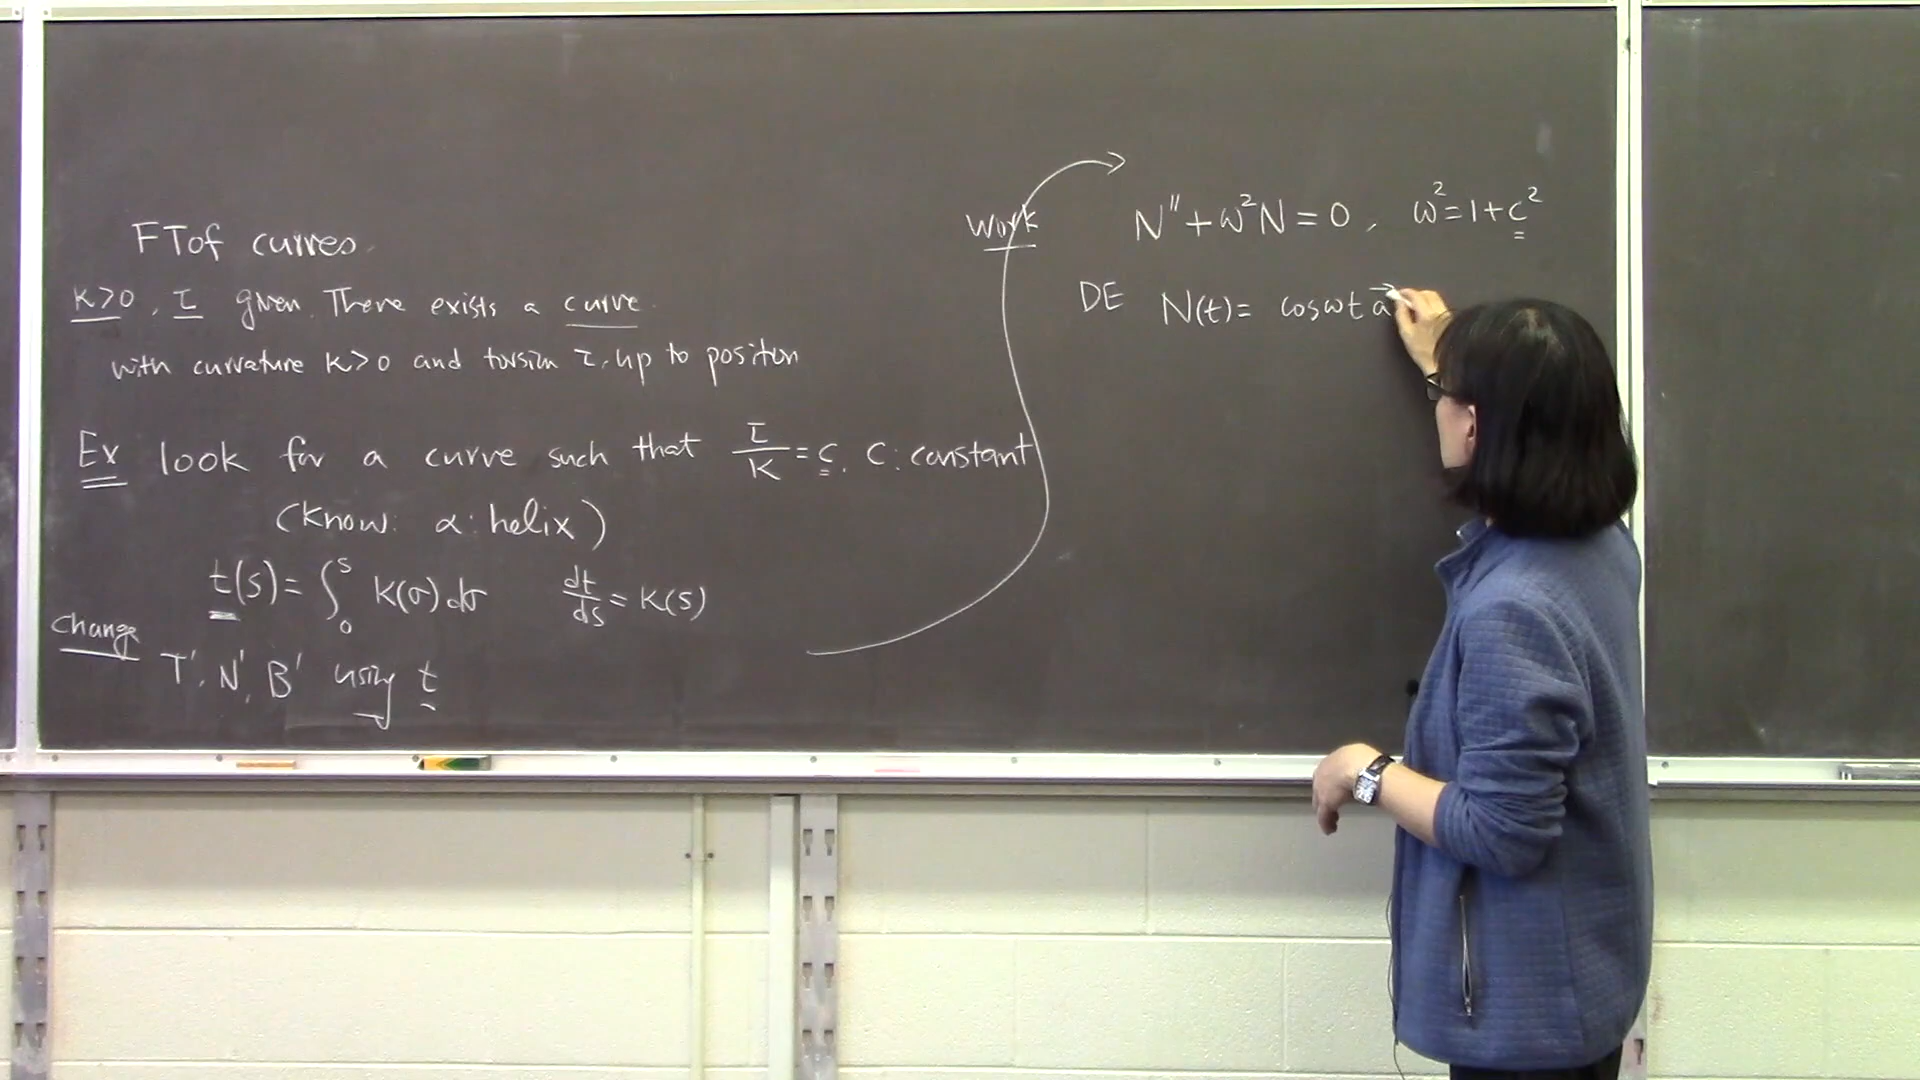 FT of curves.
K>0, τ given. There exists a curve.
with curvature K>0 and torsion τ, up to position
Ex look for a curve such that τ/K = c. c: constant
(Know: α: helix)
t(s) = ∫₀ˢ K(σ)dσ dt/ds = K(s)
Change
T', N', B' using t
Work
N'' + ω²N = 0, ω² = 1 + c²
DE N(t) = cos ωt a⃗